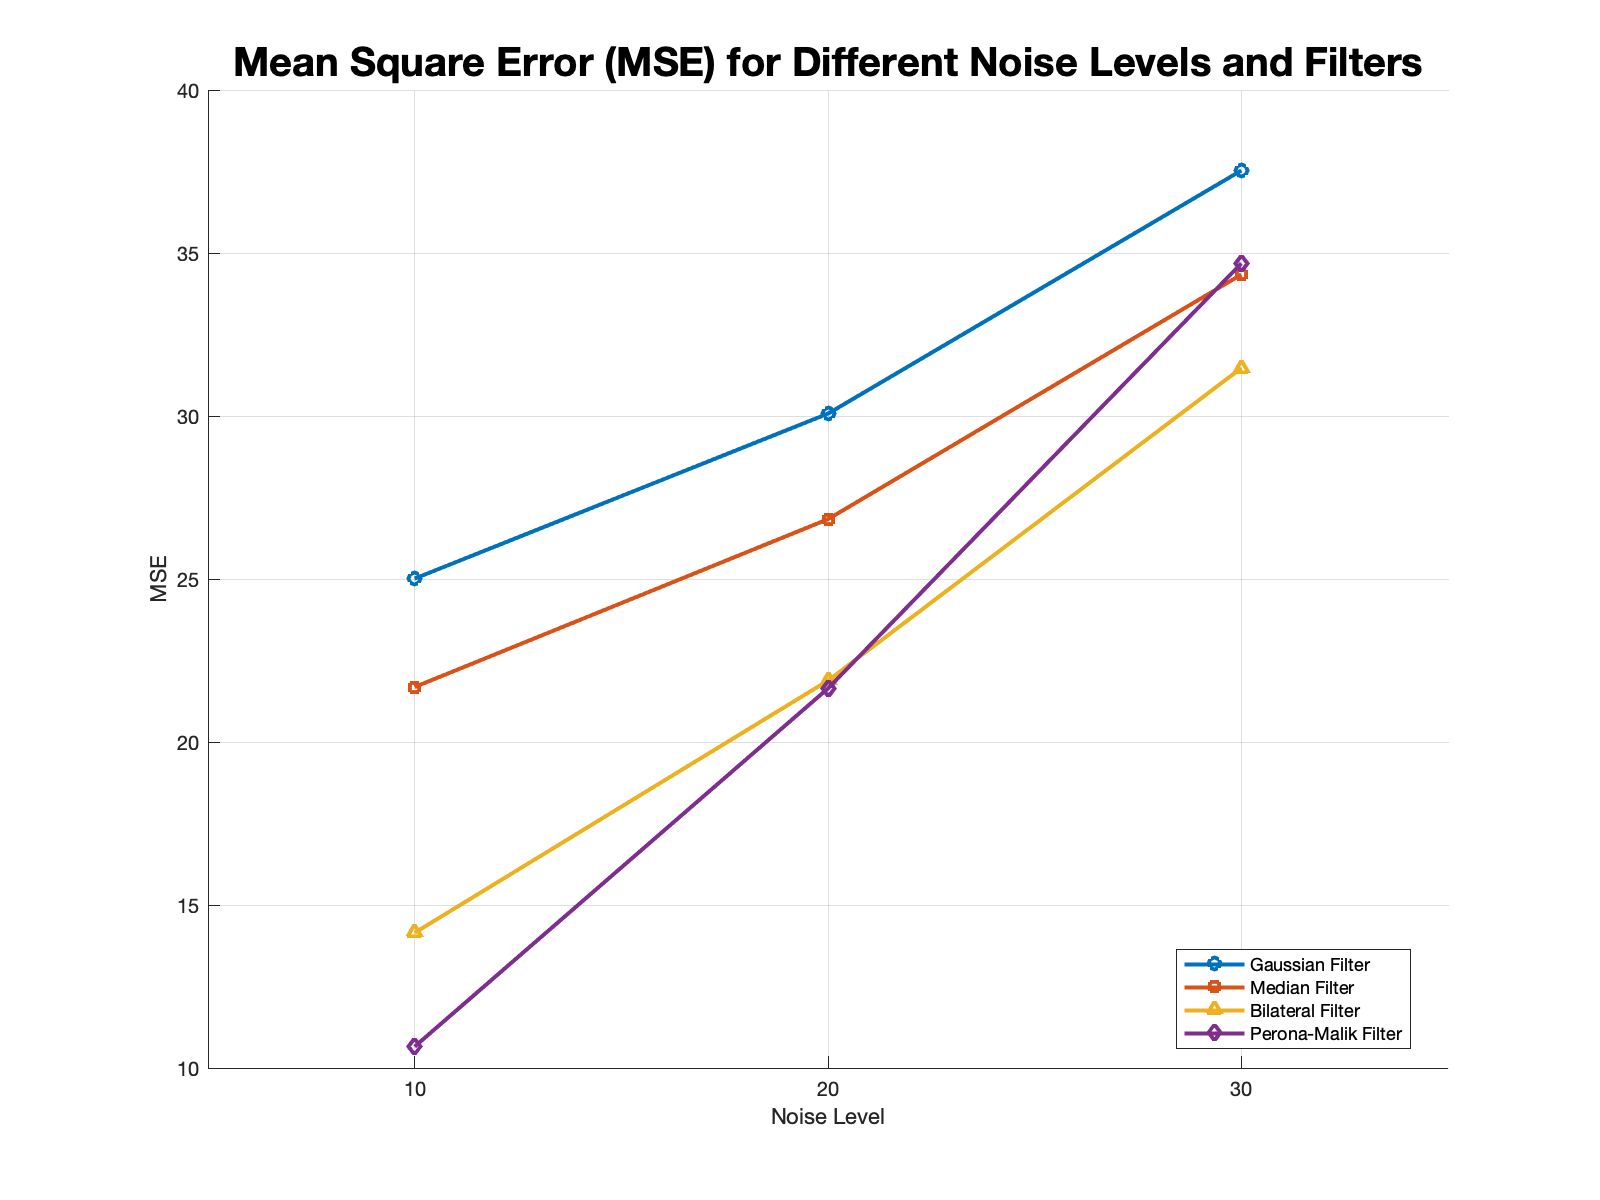 Mean Square Error (MSE) for Different Noise Levels and Filters
40
35
30
25
20
15
10
MSE
10 20 30
Noise Level
Gaussian Filter
Median Filter
Bilateral Filter
Perona-Malik Filter